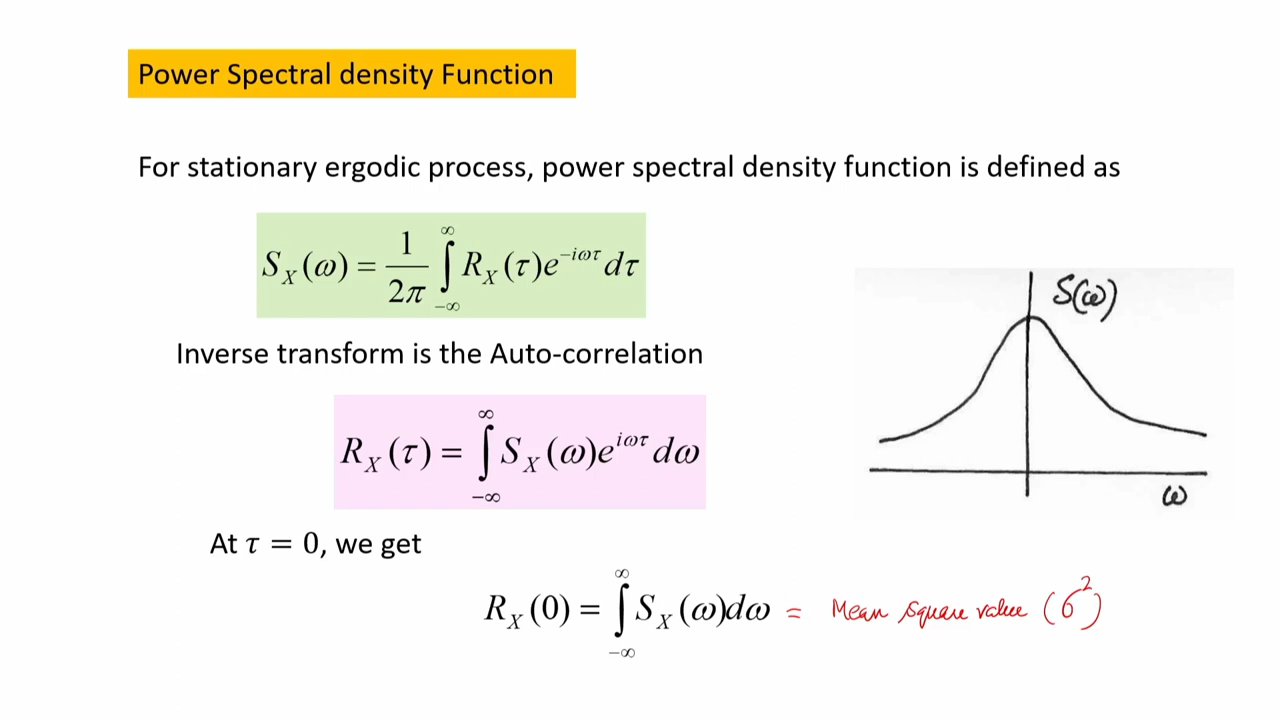 Power Spectral density Function
For stationary ergodic process, power spectral density function is defined as
S_X(ω) = 1/2π ∫_{-∞}^{∞} R_X(τ)e^{-iωτ}dτ
S(ω)
Inverse transform is the Auto-correlation
R_X(τ) = ∫_{-∞}^{∞} S_X(ω)e^{iωτ}dω
ω
At τ = 0, we get
R_X(0) = ∫_{-∞}^{∞} S_X(ω)dω = Mean square value (σ²)